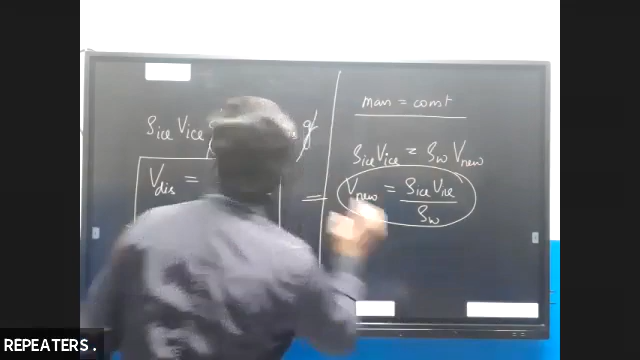 ρice Vice g
Vdis =
=
mass = const
ρice Vice = ρw Vnew
Vnew = ρice Vice / ρw
REPEATERS .